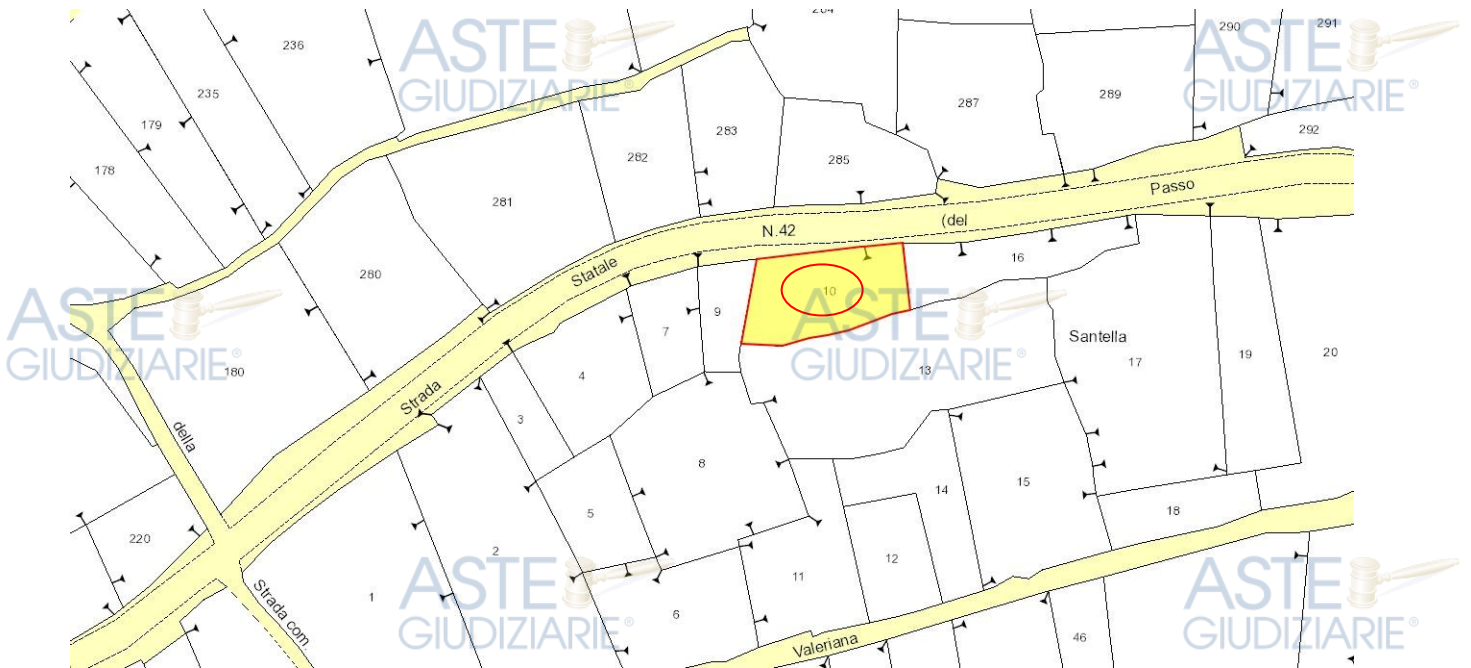 236
235
179
178
283
282
285
287
289
290
291
292
281
280
180
220
Statale
N.42
(del
Passo
Strada
della
Strada com.
Santella
Valeriana
16
10
9
7
4
3
13
17
19
20
8
5
2
1
14
15
18
12
11
6
46
ASTE
GIUDIZIARIE®
ASTE
GIUDIZIARIE®
ASTE
GIUDIZIARIE®
ASTE
GIUDIZIARIE®
ASTE
GIUDIZIARIE®
ASTE
GIUDIZIARIE®